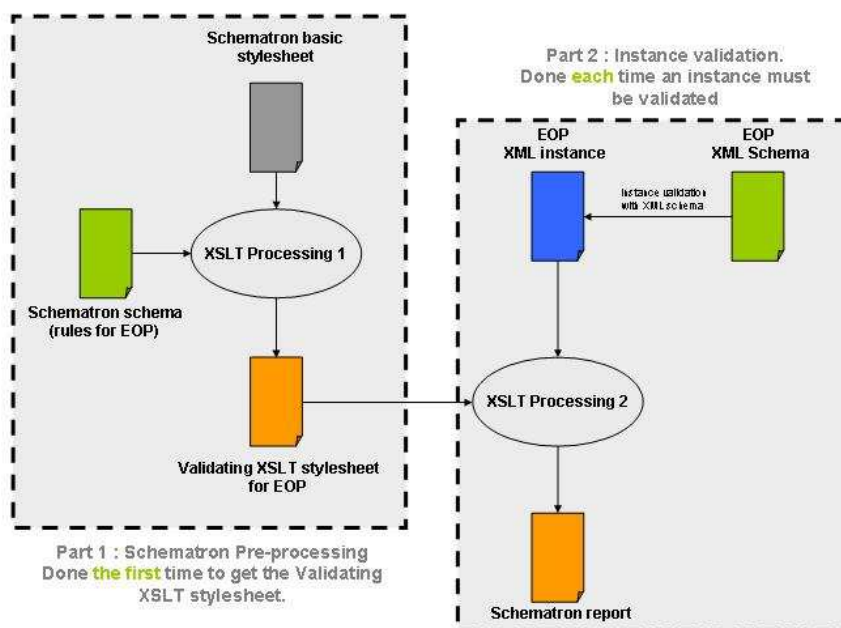 Schematron basic
stylesheet
XSLT Processing 1
Schematron schema
(rules for EOP)
Validating XSLT stylesheet
for EOP
Part 1 : Schematron Pre-processing
Done the first time to get the Validating
XSLT stylesheet.
Part 2 : Instance validation.
Done each time an instance must
be validated
EOP
XML instance
EOP
XML Schema
Instance validation
with XML schema
XSLT Processing 2
Schematron report